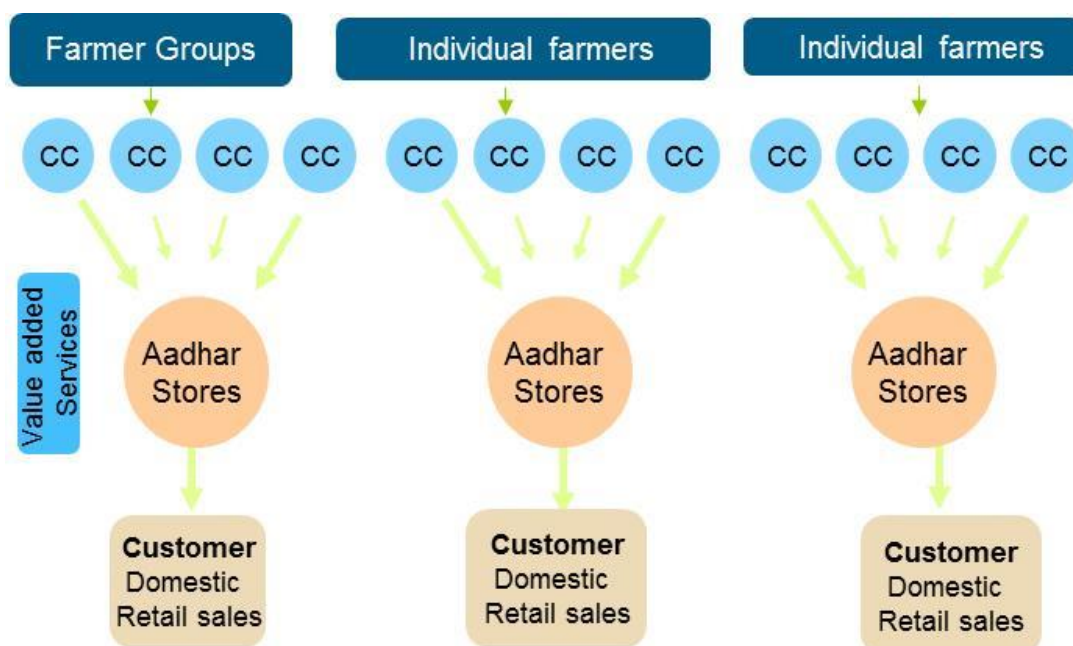 Farmer Groups
Individual farmers
Individual farmers
CC CC CC CC
CC CC CC CC
CC CC CC CC
Value added
Services
Aadhar
Stores
Aadhar
Stores
Aadhar
Stores
Customer
Domestic
Retail sales
Customer
Domestic
Retail sales
Customer
Domestic
Retail sales